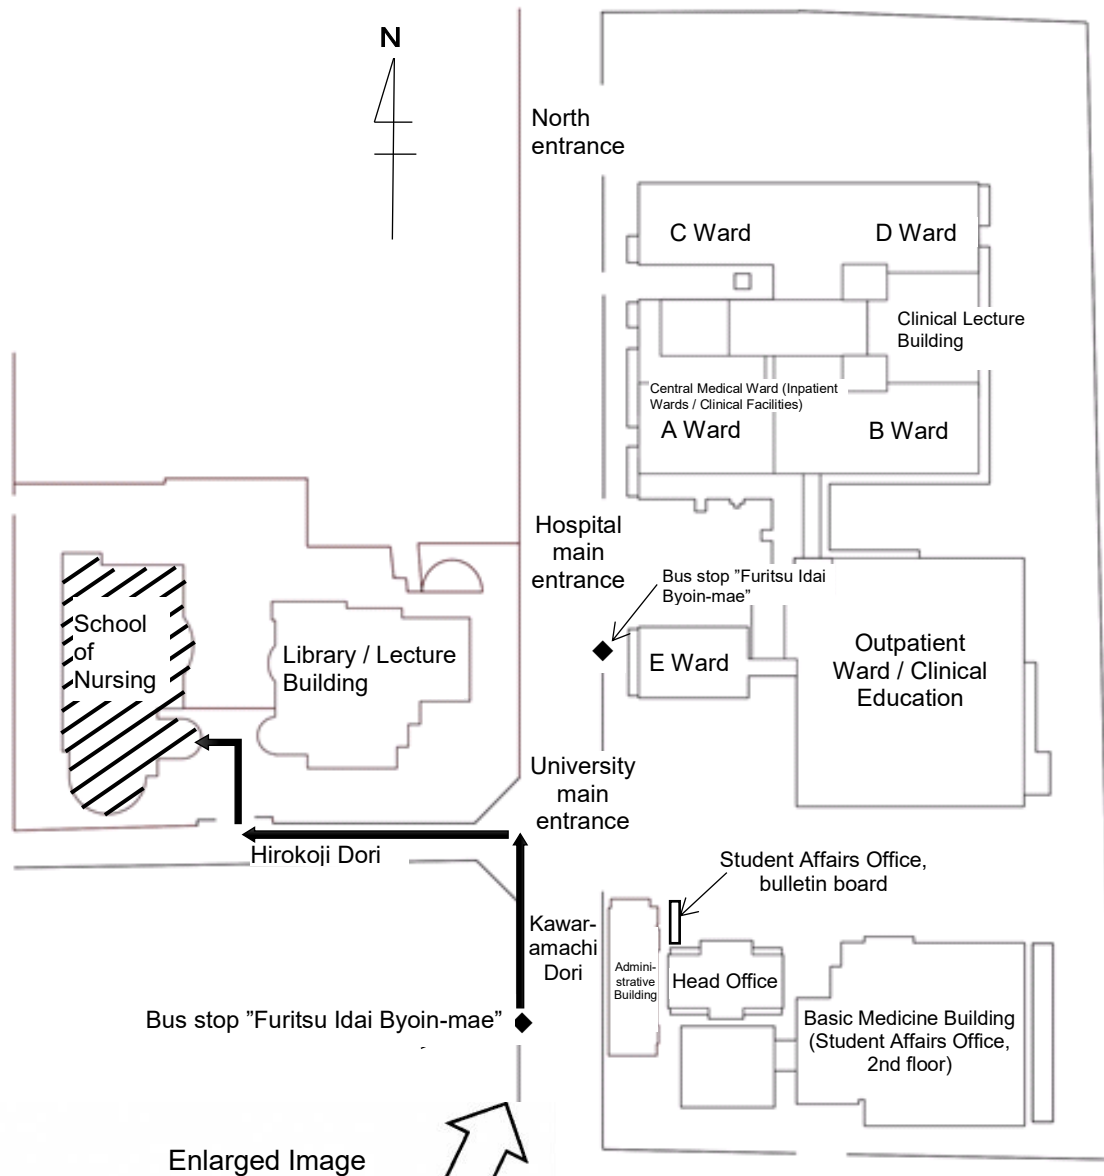 N
North
entrance
C Ward
D Ward
Clinical Lecture
Building
Central Medical Ward (Inpatient
Wards / Clinical Facilities)
A Ward
B Ward
Hospital
main
entrance
Bus stop ”Furitsu Idai
Byoin-mae”
School
of
Nursing
Library / Lecture
Building
E Ward
Outpatient
Ward / Clinical
Education
University
main
entrance
Hirokoji Dori
Student Affairs Office,
bulletin board
Kawar-
amachi
Dori
Admini-
strative
Building
Head Office
Bus stop ”Furitsu Idai Byoin-mae”
Basic Medicine Building
(Student Affairs Office,
2nd floor)
Enlarged Image